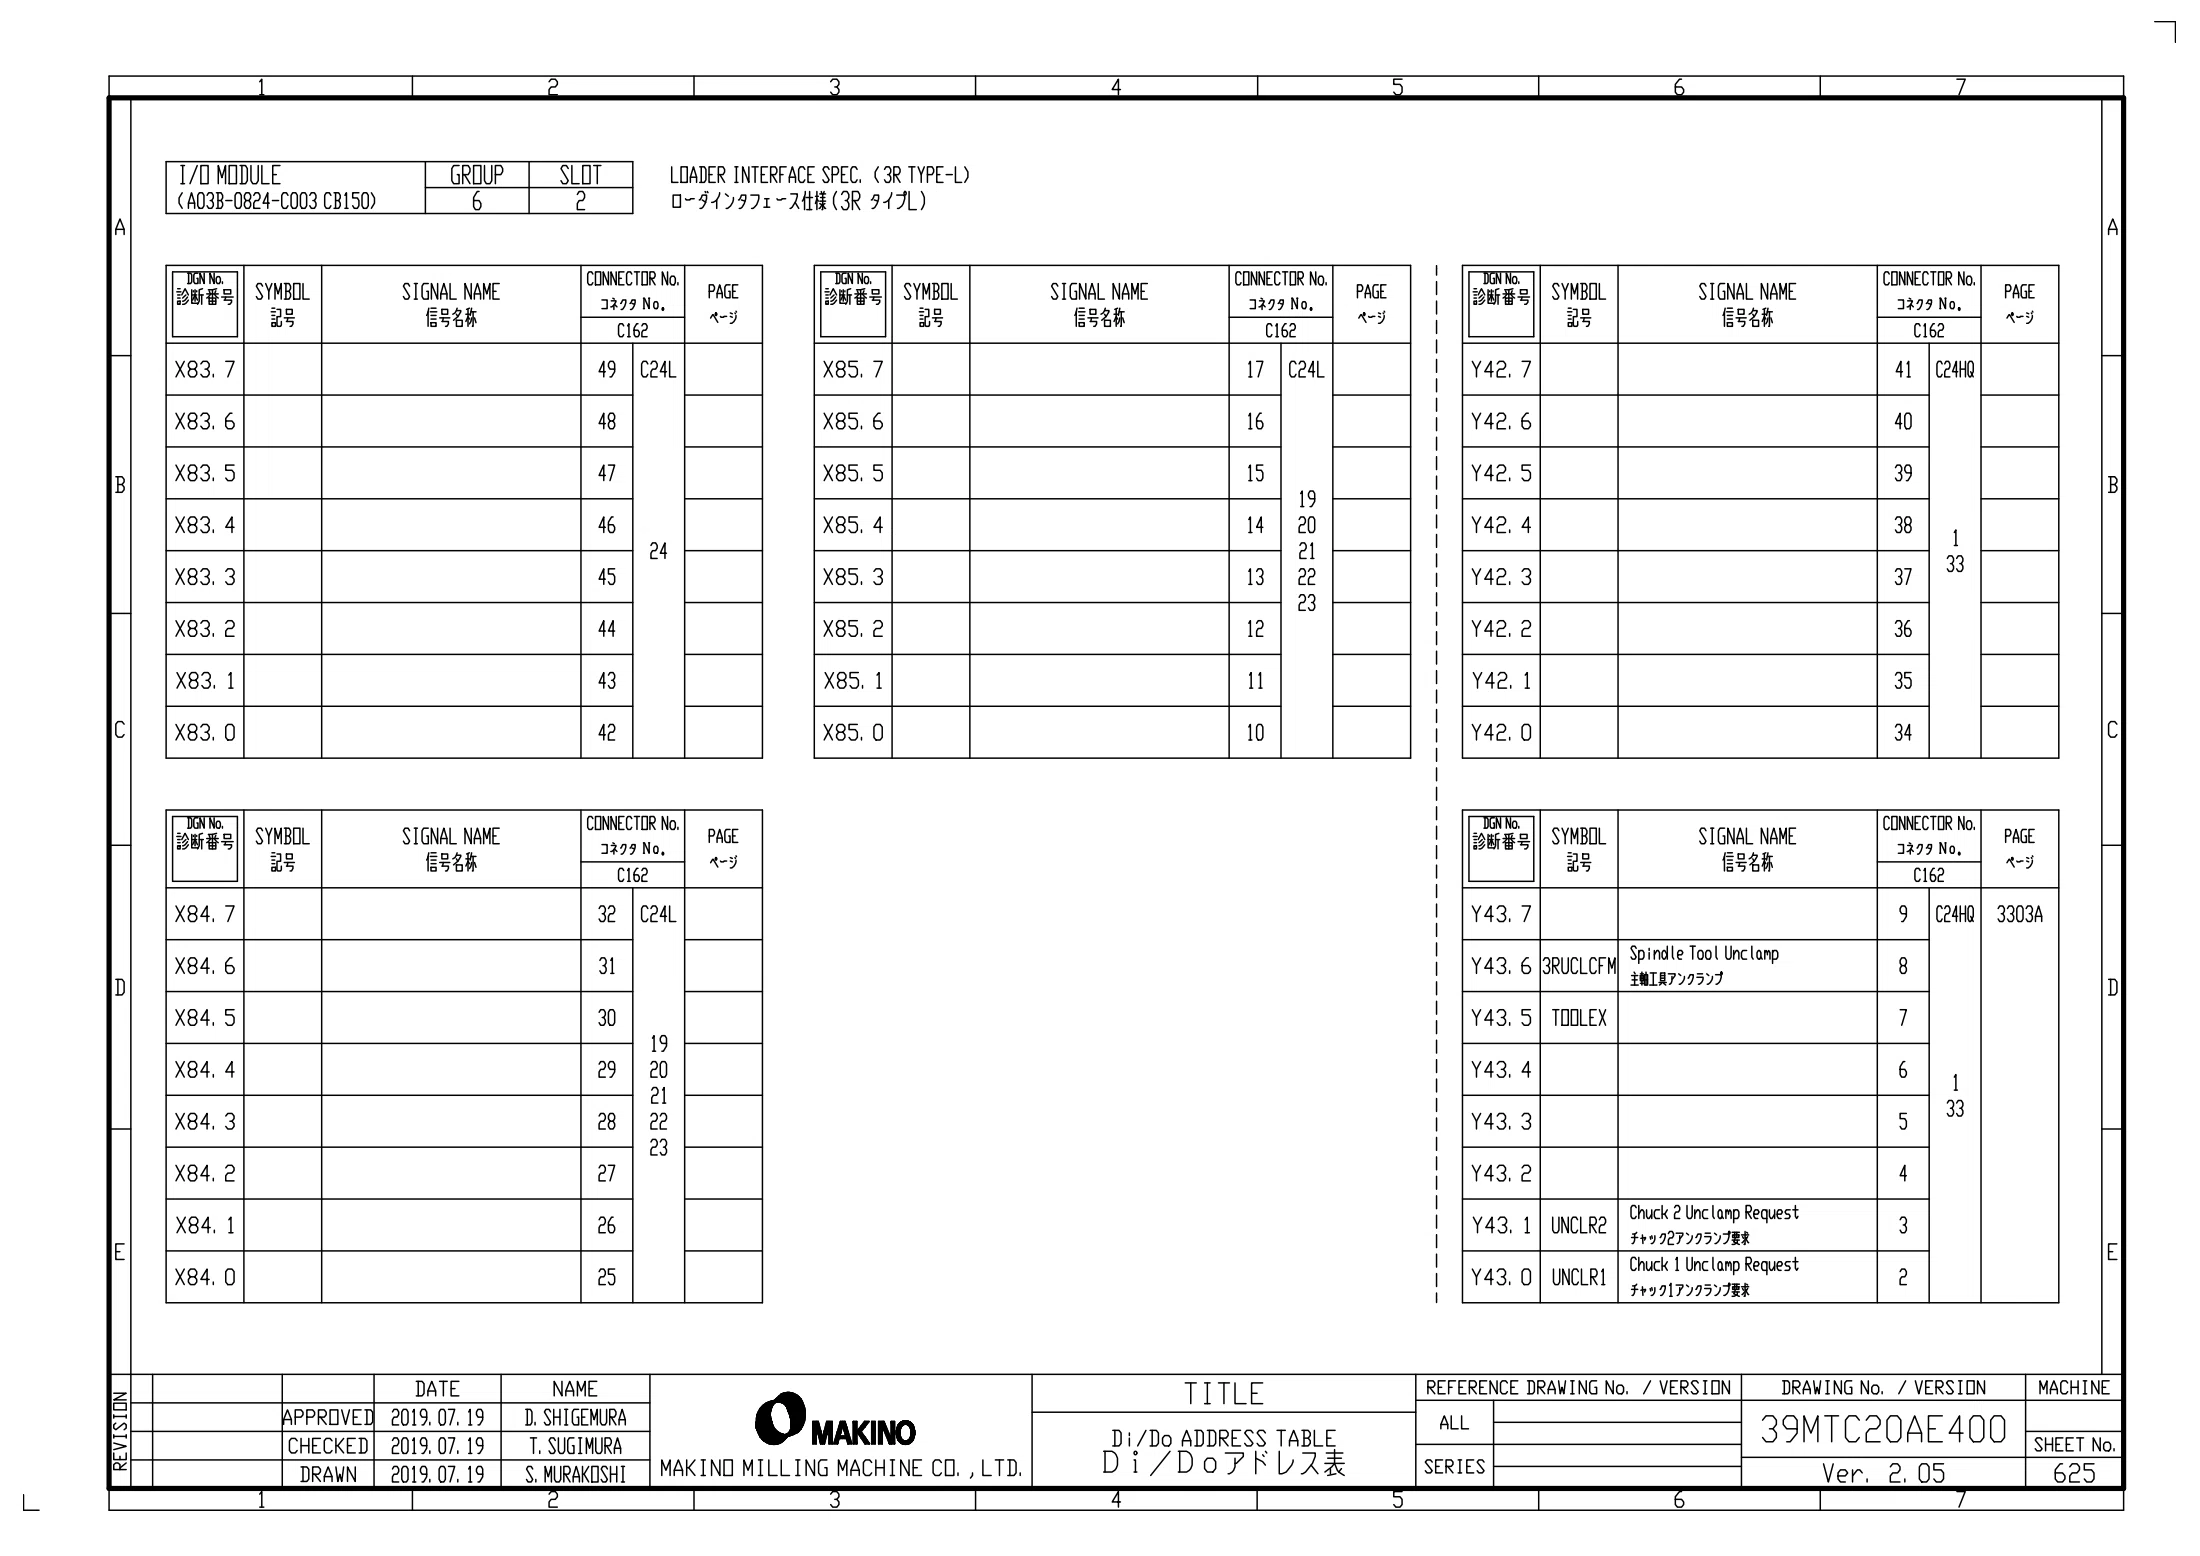 1 2 3 4 5 6 7
I/O MODULE GROUP SLOT LOADER INTERFACE SPEC. (3R TYPE-L)
(A03B-0824-C003 CB150) 6 2 ローダインタフェース仕様(3R タイプL)
A A
B B
C C
D D
E E
DGN No. SYMBOL SIGNAL NAME CONNECTOR No. PAGE
診断番号 記号 信号名称 コネクタ No. ページ
C162
X83. 7 49 C24L
X83. 6 48
X83. 5 47
X83. 4 46
24
X83. 3 45
X83. 2 44
X83. 1 43
X83. 0 42
DGN No. SYMBOL SIGNAL NAME CONNECTOR No. PAGE
診断番号 記号 信号名称 コネクタ No. ページ
C162
X85. 7 17 C24L
X85. 6 16
X85. 5 15
19
X85. 4 14 20
21
X85. 3 13 22
23
X85. 2 12
X85. 1 11
X85. 0 10
DGN No. SYMBOL SIGNAL NAME CONNECTOR No. PAGE
診断番号 記号 信号名称 コネクタ No. ページ
C162
Y42. 7 41 C24HQ
Y42. 6 40
Y42. 5 39
Y42. 4 38
1
33
Y42. 3 37
Y42. 2 36
Y42. 1 35
Y42. 0 34
DGN No. SYMBOL SIGNAL NAME CONNECTOR No. PAGE
診断番号 記号 信号名称 コネクタ No. ページ
C162
X84. 7 32 C24L
X84. 6 31
X84. 5 30
19
X84. 4 29 20
21
X84. 3 28 22
23
X84. 2 27
X84. 1 26
X84. 0 25
DGN No. SYMBOL SIGNAL NAME CONNECTOR No. PAGE
診断番号 記号 信号名称 コネクタ No. ページ
C162
Y43. 7 9 C24HQ 3303A
Y43. 6 3RUCLCFM Spindle Tool Unclamp 8
主軸工具アンクランプ
Y43. 5 TOOLEX 7
Y43. 4 6
1
33
Y43. 3 5
Y43. 2 4
Y43. 1 UNCLR2 Chuck 2 Unclamp Request 3
チャック2アンクランプ要求
Y43. 0 UNCLR1 Chuck 1 Unclamp Request 2
チャック1アンクランプ要求
REVISION
DATE NAME
APPROVED 2019. 07. 19 D. SHIGEMURA
CHECKED 2019. 07. 19 T. SUGIMURA
DRAWN 2019. 07. 19 S. MURAKOSHI
MAKINO
MAKINO MILLING MACHINE CO. , LTD.
TITLE
Di/Do ADDRESS TABLE
Di/Doアドレス表
REFERENCE DRAWING No. / VERSION
ALL
SERIES
DRAWING No. / VERSION
39MTC20AE400
Ver. 2. 05
MACHINE
SHEET No.
625
1 2 3 4 5 6 7